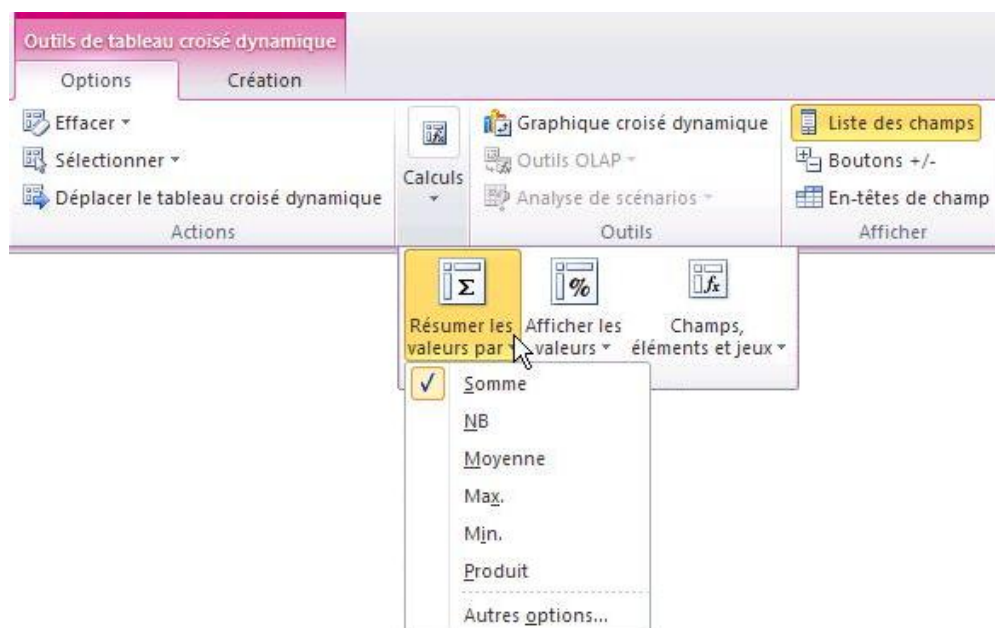 Outils de tableau croisé dynamique
Options
Création
Effacer
Sélectionner
Déplacer le tableau croisé dynamique
Actions
Calculs
Graphique croisé dynamique
Outils OLAP
Analyse de scénarios
Outils
Liste des champs
Boutons +/-
En-têtes de champ
Afficher
Résumer les
valeurs par
Afficher les
valeurs
Champs,
éléments et jeux
Somme
NB
Moyenne
Max.
Min.
Produit
Autres options...